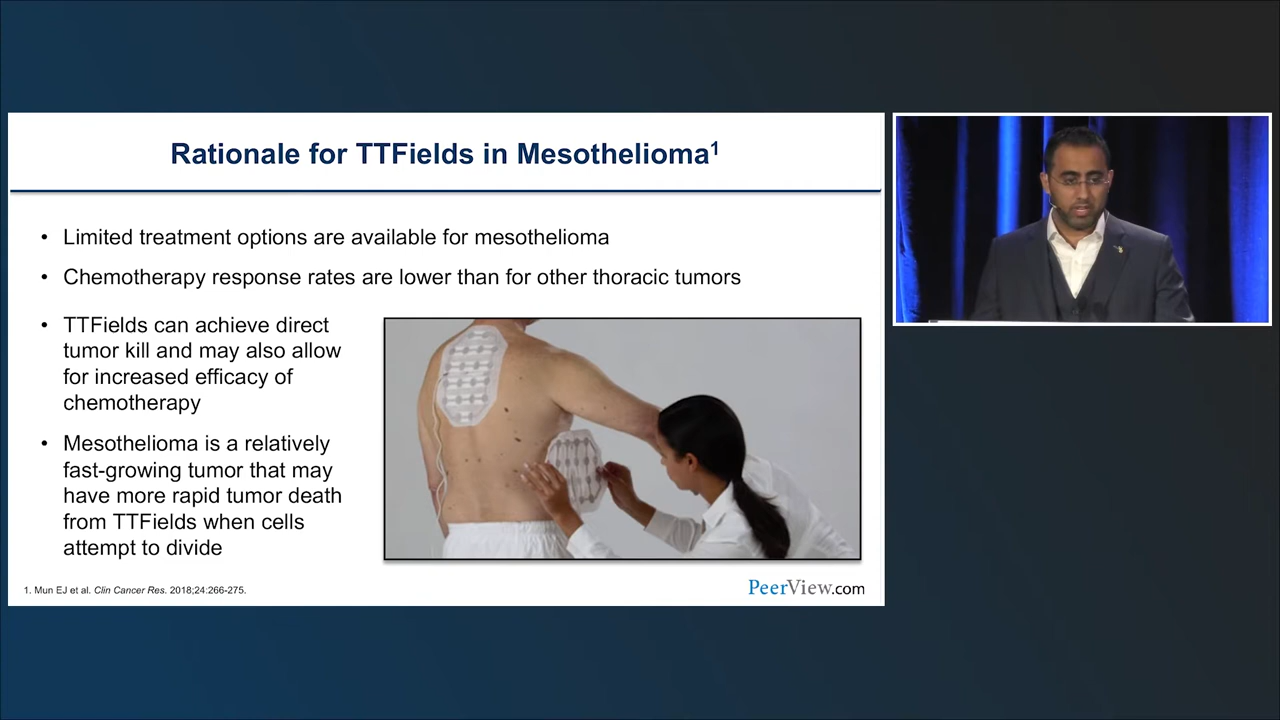 Rationale for TTFields in Mesothelioma¹
• Limited treatment options are available for mesothelioma
• Chemotherapy response rates are lower than for other thoracic tumors
• TTFields can achieve direct
tumor kill and may also allow
for increased efficacy of
chemotherapy
• Mesothelioma is a relatively
fast-growing tumor that may
have more rapid tumor death
from TTFields when cells
attempt to divide
1. Mun EJ et al. Clin Cancer Res. 2018;24:266-275.
PeerView.com